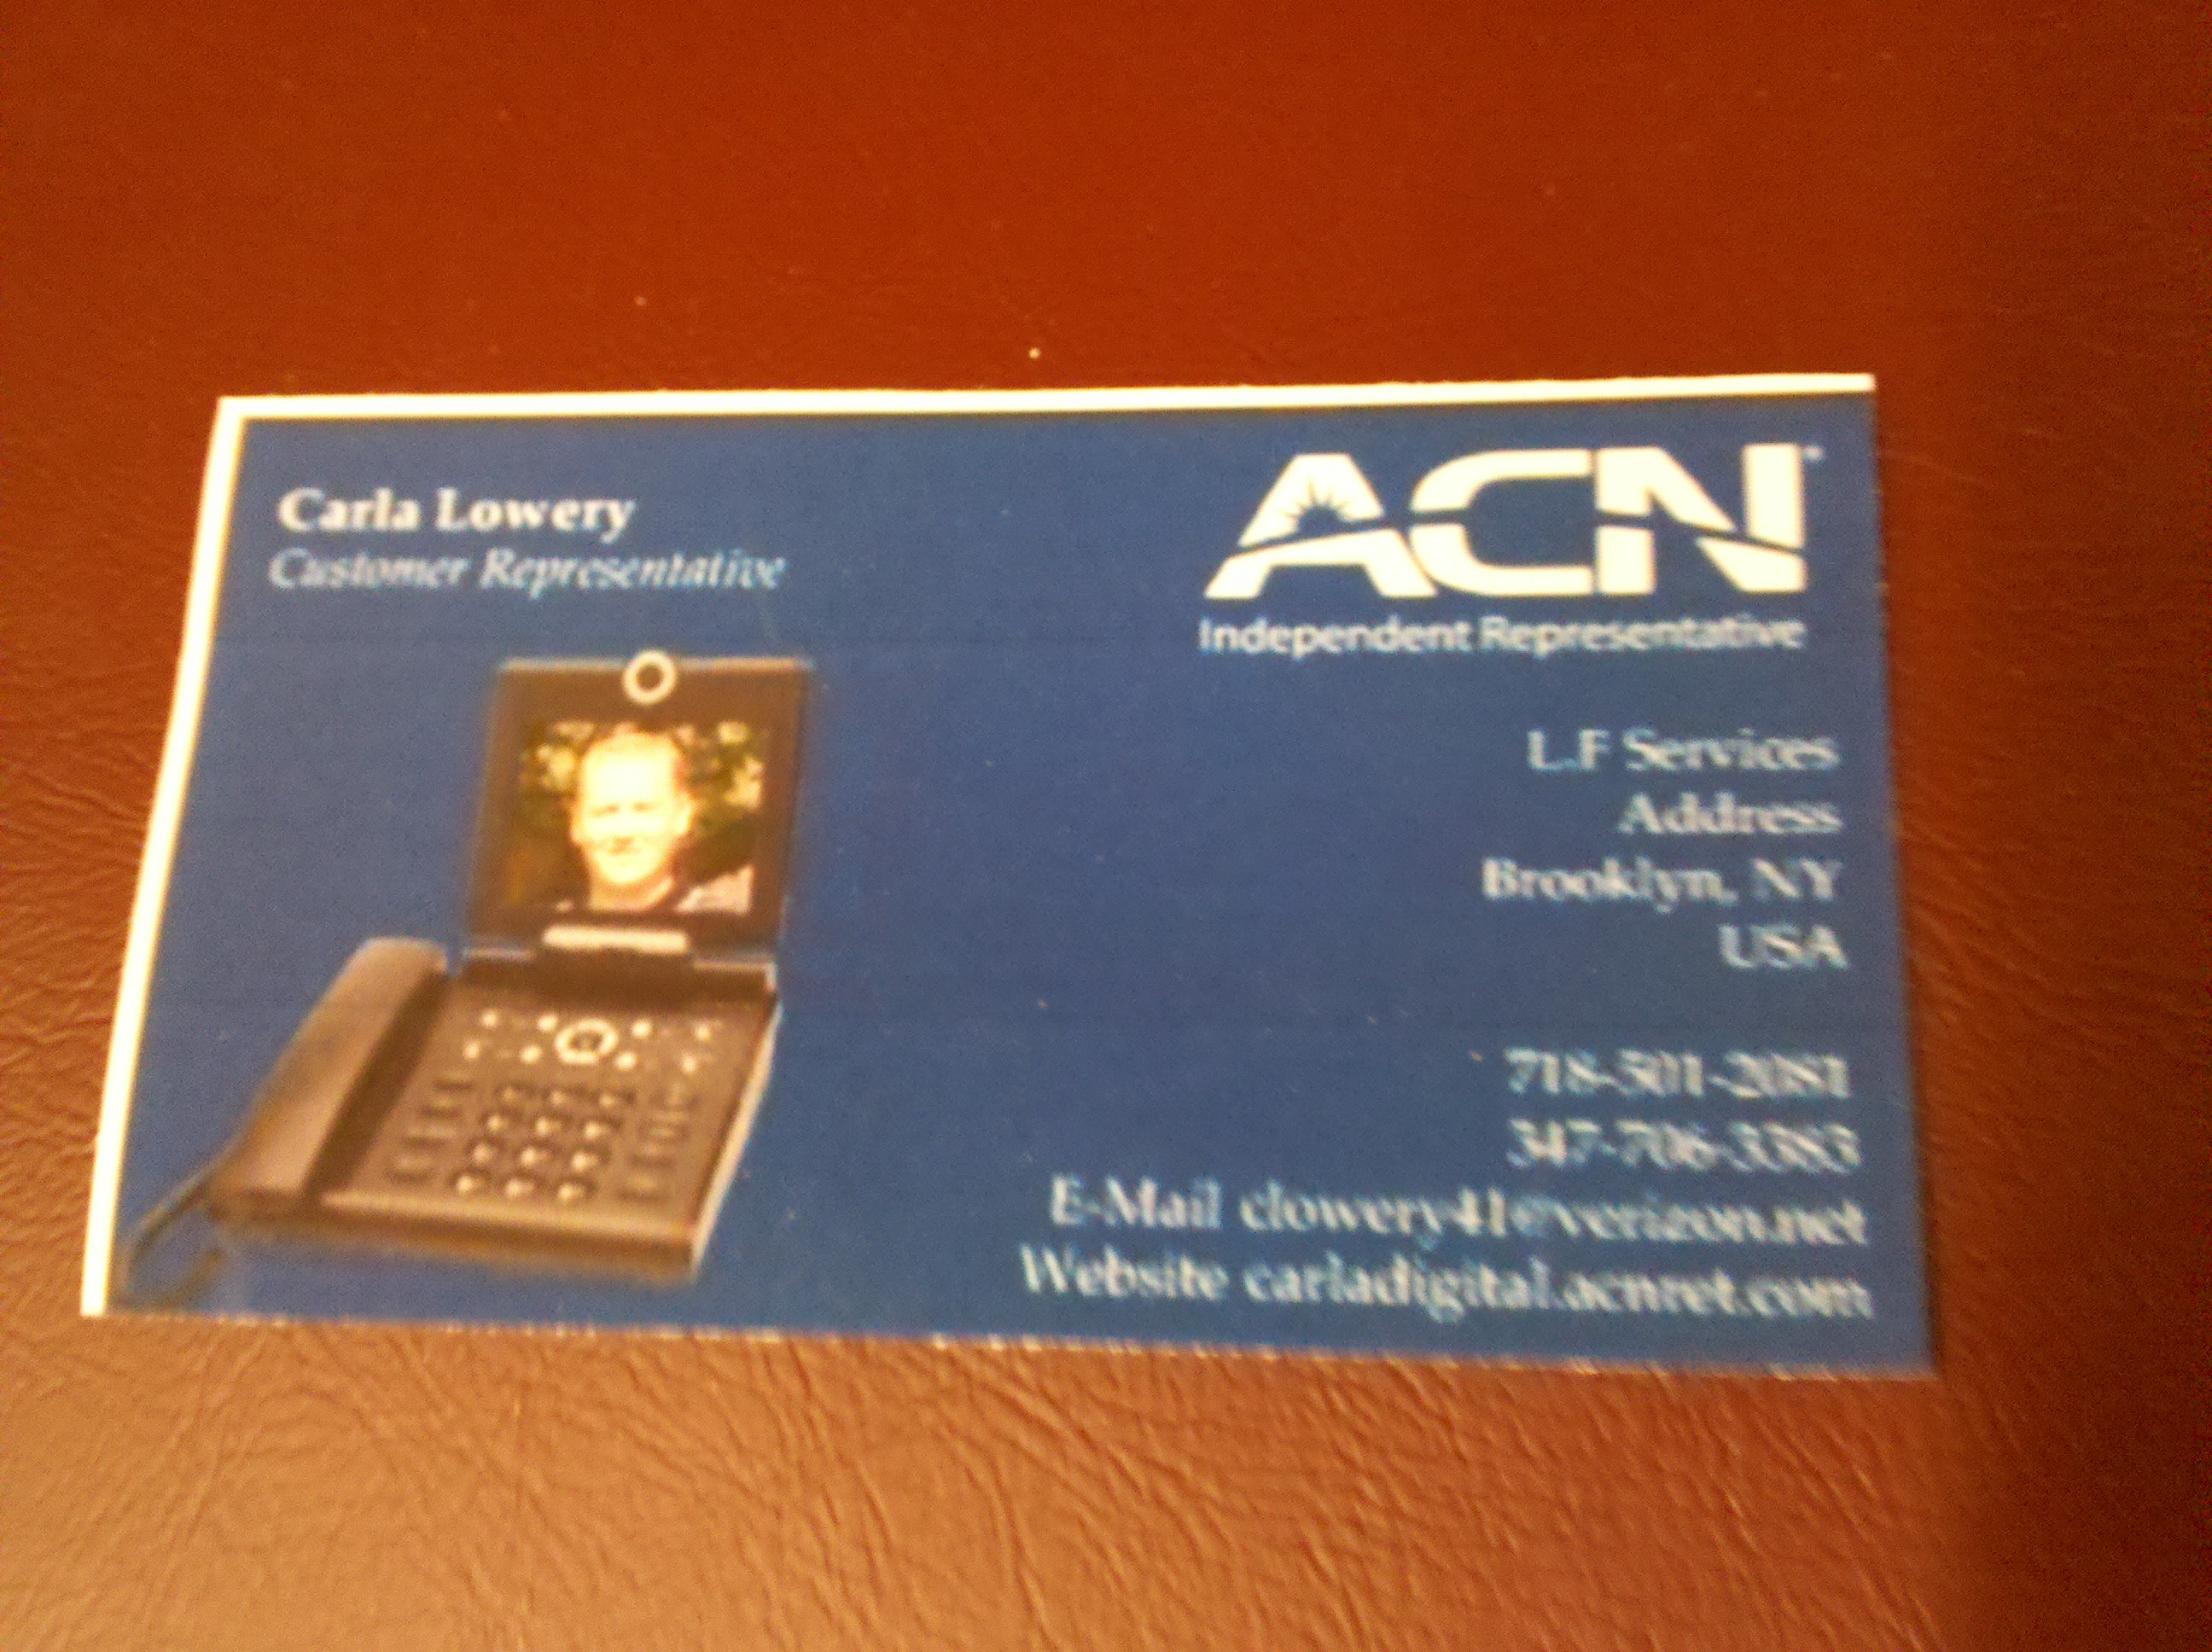 Carla Lowery
Customer Representative
ACN
Independent Representative
L.F Services
Address
Brooklyn, NY
USA
718-501-2081
347-706-3383
E-Mail clowery41@verizon.net
Website carladigital.acnret.com